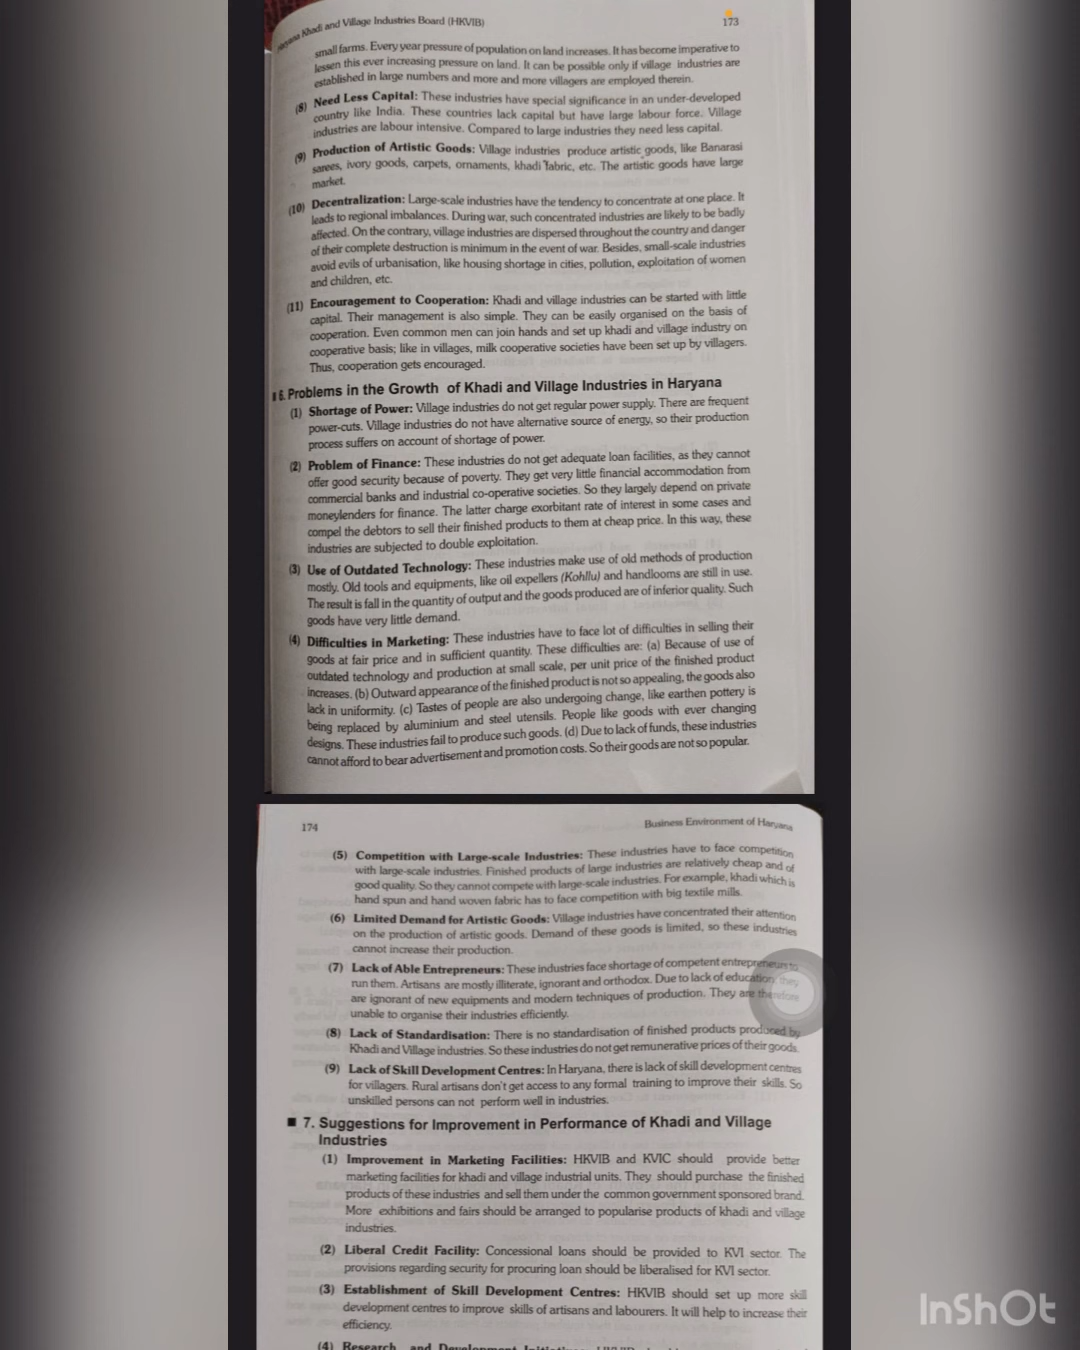 Haryana Khadi and Village Industries Board (HKVIB)
173
small farms. Every year pressure of population on land increases. It has become imperative to
lessen this ever increasing pressure on land. It can be possible only if village industries are
established in large numbers and more and more villagers are employed therein.
(8) Need Less Capital: These industries have special significance in an under-developed
country like India. These countries lack capital but have large labour force. Village
industries are labour intensive. Compared to large industries they need less capital.
(9) Production of Artistic Goods: Village industries produce artistic goods, like Banarasi
sarees, ivory goods, carpets, ornaments, khadi fabric, etc. The artistic goods have large
market.
(10) Decentralization: Large-scale industries have the tendency to concentrate at one place. It
leads to regional imbalances. During war, such concentrated industries are likely to be badly
affected. On the contrary, village industries are dispersed throughout the country and danger
of their complete destruction is minimum in the event of war. Besides, small-scale industries
avoid evils of urbanisation, like housing shortage in cities, pollution, exploitation of women
and children, etc.
(11) Encouragement to Cooperation: Khadi and village industries can be started with little
capital. Their management is also simple. They can be easily organised on the basis of
cooperation. Even common men can join hands and set up khadi and village industry on
cooperative basis; like in villages, milk cooperative societies have been set up by villagers.
Thus, cooperation gets encouraged.
6. Problems in the Growth of Khadi and Village Industries in Haryana
(1) Shortage of Power: Village industries do not get regular power supply. There are frequent
power-cuts. Village industries do not have alternative source of energy, so their production
process suffers on account of shortage of power.
(2) Problem of Finance: These industries do not get adequate loan facilities, as they cannot
offer good security because of poverty. They get very little financial accommodation from
commercial banks and industrial co-operative societies. So they largely depend on private
moneylenders for finance. The latter charge exorbitant rate of interest in some cases and
compel the debtors to sell their finished products to them at cheap price. In this way, these
industries are subjected to double exploitation.
(3) Use of Outdated Technology: These industries make use of old methods of production
mostly. Old tools and equipments, like oil expellers (Kohllu) and handlooms are still in use.
The result is fall in the quantity of output and the goods produced are of inferior quality. Such
goods have very little demand.
(4) Difficulties in Marketing: These industries have to face lot of difficulties in selling their
goods at fair price and in sufficient quantity. These difficulties are: (a) Because of use of
outdated technology and production at small scale, per unit price of the finished product
increases. (b) Outward appearance of the finished product is not so appealing, the goods also
lack in uniformity. (c) Tastes of people are also undergoing change, like earthen pottery is
being replaced by aluminium and steel utensils. People like goods with ever changing
designs. These industries fail to produce such goods. (d) Due to lack of funds, these industries
cannot afford to bear advertisement and promotion costs. So their goods are not so popular.
174
Business Environment of Haryana
(5) Competition with Large-scale Industries: These industries have to face competition
with large-scale industries. Finished products of large industries are relatively cheap and of
good quality. So they cannot compete with large-scale industries. For example, khadi which is
hand spun and hand woven fabric has to face competition with big textile mills.
(6) Limited Demand for Artistic Goods: Village industries have concentrated their attention
on the production of artistic goods. Demand of these goods is limited, so these industries
cannot increase their production.
(7) Lack of Able Entrepreneurs: These industries face shortage of competent entrepreneurs to
run them. Artisans are mostly illiterate, ignorant and orthodox. Due to lack of education, they
are ignorant of new equipments and modern techniques of production. They are therefore
unable to organise their industries efficiently.
(8) Lack of Standardisation: There is no standardisation of finished products produced by
Khadi and Village industries. So these industries do not get remunerative prices of their goods.
(9) Lack of Skill Development Centres: In Haryana, there is lack of skill development centres
for villagers. Rural artisans don't get access to any formal training to improve their skills. So
unskilled persons can not perform well in industries.
7. Suggestions for Improvement in Performance of Khadi and Village
Industries
(1) Improvement in Marketing Facilities: HKVIB and KVIC should provide better
marketing facilities for khadi and village industrial units. They should purchase the finished
products of these industries and sell them under the common government sponsored brand.
More exhibitions and fairs should be arranged to popularise products of khadi and village
industries.
(2) Liberal Credit Facility: Concessional loans should be provided to KVI sector. The
provisions regarding security for procuring loan should be liberalised for KVI sector.
(3) Establishment of Skill Development Centres: HKVIB should set up more skill
development centres to improve skills of artisans and labourers. It will help to increase their
efficiency.
(4) Research and Development Initiatives: HKVIB
InShOt